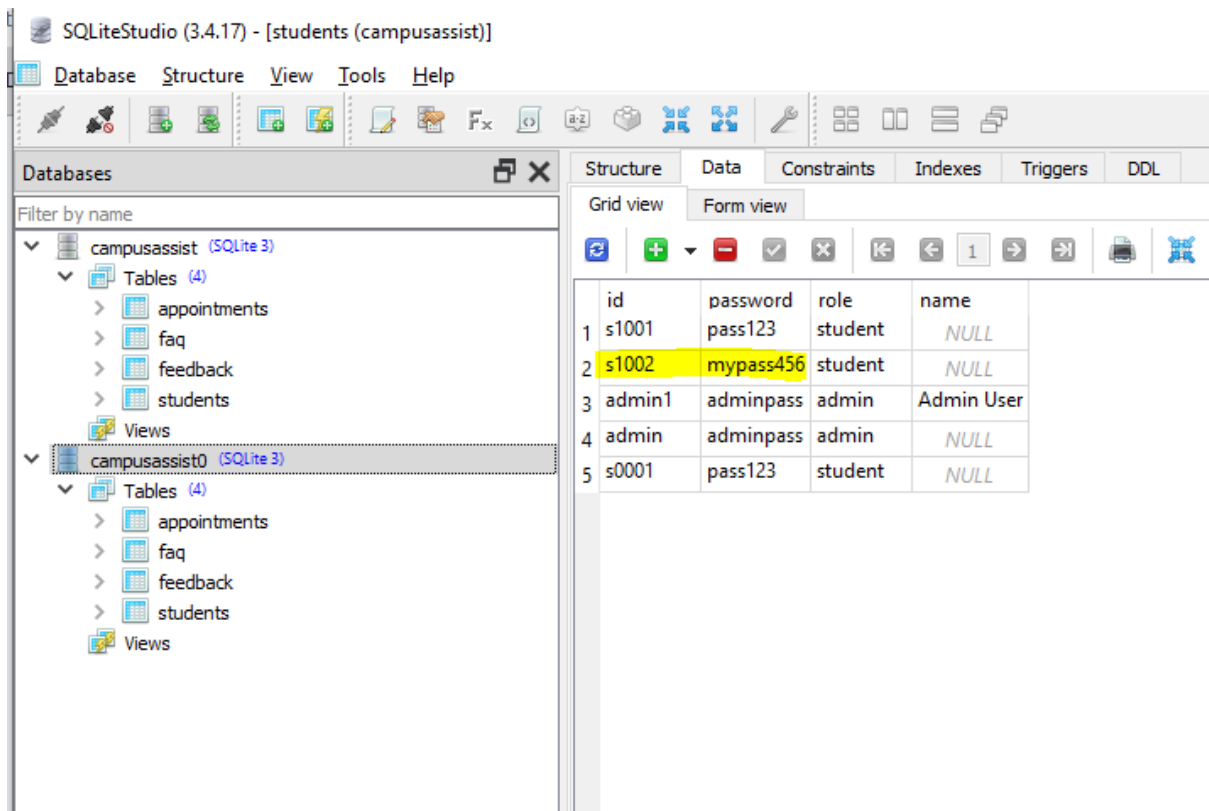 SQLiteStudio (3.4.17) - [students (campusassist)]
Database Structure View Tools Help
Databases
Filter by name
campusassist (SQLite 3)
Tables (4)
appointments
faq
feedback
students
Views
campusassist0 (SQLite 3)
Tables (4)
appointments
faq
feedback
students
Views
Structure Data Constraints Indexes Triggers DDL
Grid view Form view
1
id password role name
1 s1001 pass123 student NULL
2 s1002 mypass456 student NULL
3 admin1 adminpass admin Admin User
4 admin adminpass admin NULL
5 s0001 pass123 student NULL